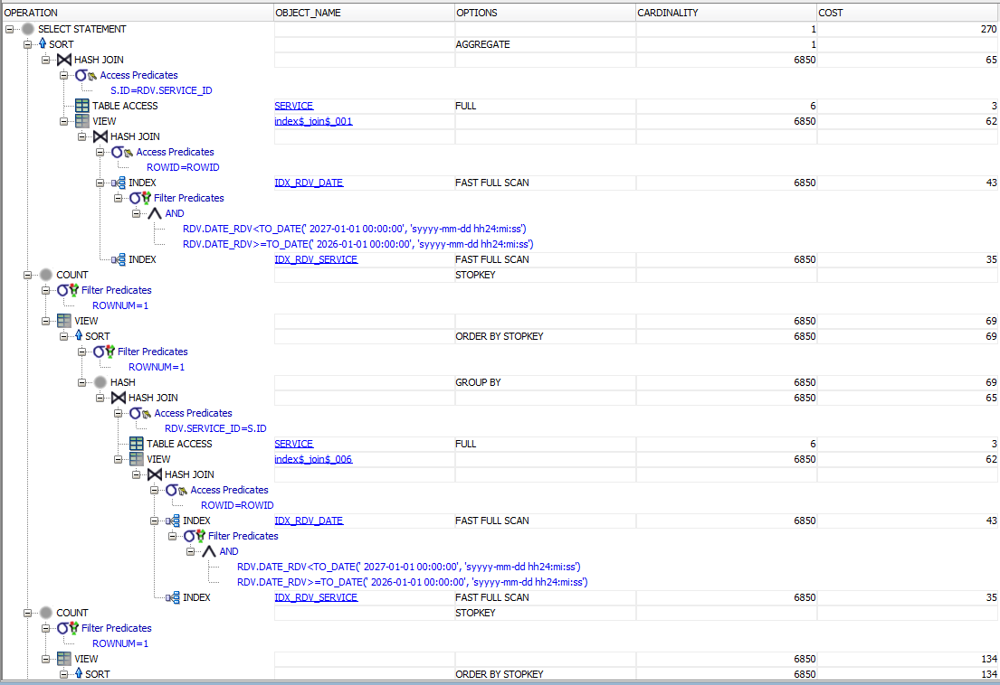 OPERATION OBJECT_NAME OPTIONS CARDINALITY COST
SELECT STATEMENT 1 270
SORT AGGREGATE 1
HASH JOIN 6850 65
Access Predicates
S.ID=RDV.SERVICE_ID
TABLE ACCESS SERVICE FULL 6 3
VIEW index$_join$_001 6850 62
HASH JOIN
Access Predicates
ROWID=ROWID
INDEX IDX_RDV_DATE FAST FULL SCAN 6850 43
Filter Predicates
AND
RDV.DATE_RDV<TO_DATE(' 2027-01-01 00:00:00', 'syyyy-mm-dd hh24:mi:ss')
RDV.DATE_RDV>=TO_DATE(' 2026-01-01 00:00:00', 'syyyy-mm-dd hh24:mi:ss')
INDEX IDX_RDV_SERVICE FAST FULL SCAN 6850 35
COUNT STOPKEY
Filter Predicates
ROWNUM=1
VIEW 6850 69
SORT ORDER BY STOPKEY 6850 69
Filter Predicates
ROWNUM=1
HASH GROUP BY 6850 69
HASH JOIN 6850 65
Access Predicates
RDV.SERVICE_ID=S.ID
TABLE ACCESS SERVICE FULL 6 3
VIEW index$_join$_006 6850 62
HASH JOIN
Access Predicates
ROWID=ROWID
INDEX IDX_RDV_DATE FAST FULL SCAN 6850 43
Filter Predicates
AND
RDV.DATE_RDV<TO_DATE(' 2027-01-01 00:00:00', 'syyyy-mm-dd hh24:mi:ss')
RDV.DATE_RDV>=TO_DATE(' 2026-01-01 00:00:00', 'syyyy-mm-dd hh24:mi:ss')
INDEX IDX_RDV_SERVICE FAST FULL SCAN 6850 35
COUNT STOPKEY
Filter Predicates
ROWNUM=1
VIEW 6850 134
SORT ORDER BY STOPKEY 6850 134